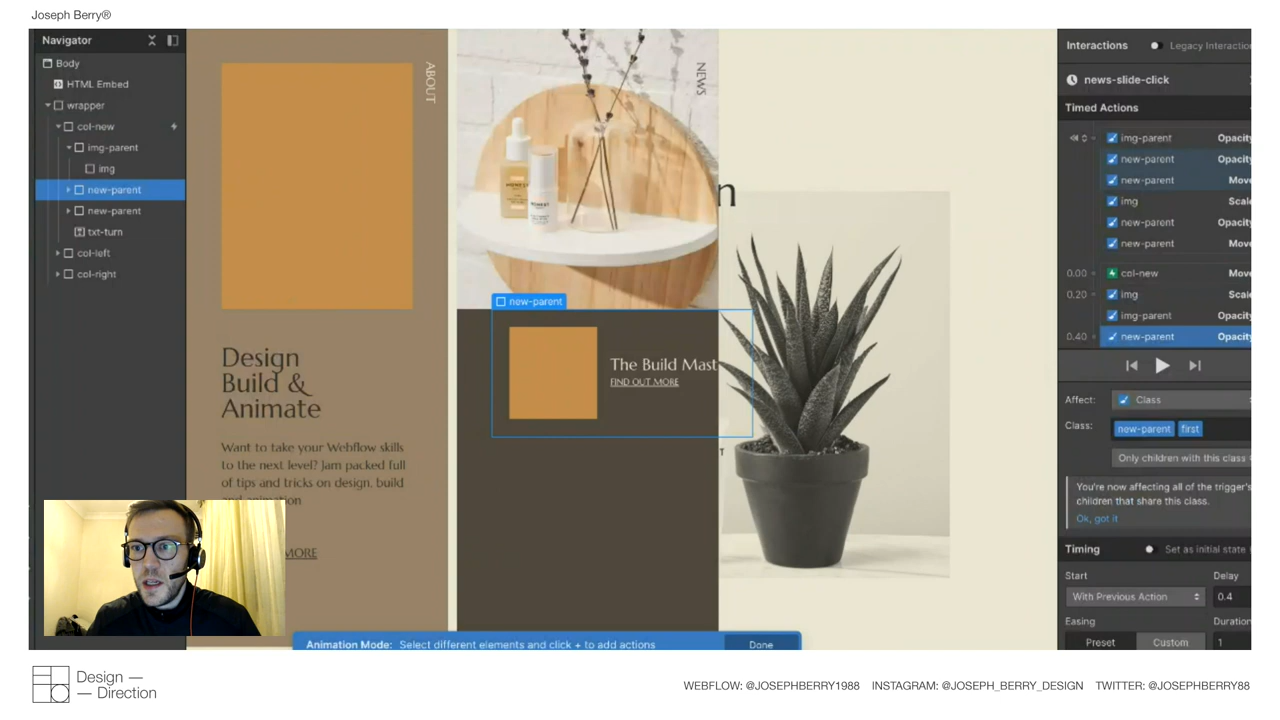 Joseph Berry®
Navigator
Body
HTML Embed
wrapper
col-new
img-parent
img
new-parent
new-parent
txt-turn
col-left
col-right
ABOUT
Design
Build &
Animate
Want to take your Webflow skills
to the next level? Jam packed full
of tips and tricks on design, build
and animation
MORE
NEWS
n
new-parent
The Build Mast
FIND OUT MORE
T
Animation Mode: Select different elements and click + to add actions
Done
Interactions
Legacy Interactio
news-slide-click
Timed Actions
img-parent Opacity
new-parent Opacity
new-parent Move
img Scale
new-parent Opacity
new-parent Move
0.00 = col-new Move
0.20 = img Scale
img-parent Opacity
0.40 new-parent Opacity
Affect: Class
Class: new-parent first
Only children with this class
You're now affecting all of the trigger's
children that share this class.
Ok, got it
Timing Set as initial state
Start Delay
With Previous Action 0.4
Easing Duration
Preset Custom 1
Design —
— Direction
WEBFLOW: @JOSEPHBERRY1988 INSTAGRAM: @JOSEPH_BERRY_DESIGN TWITTER: @JOSEPHBERRY88